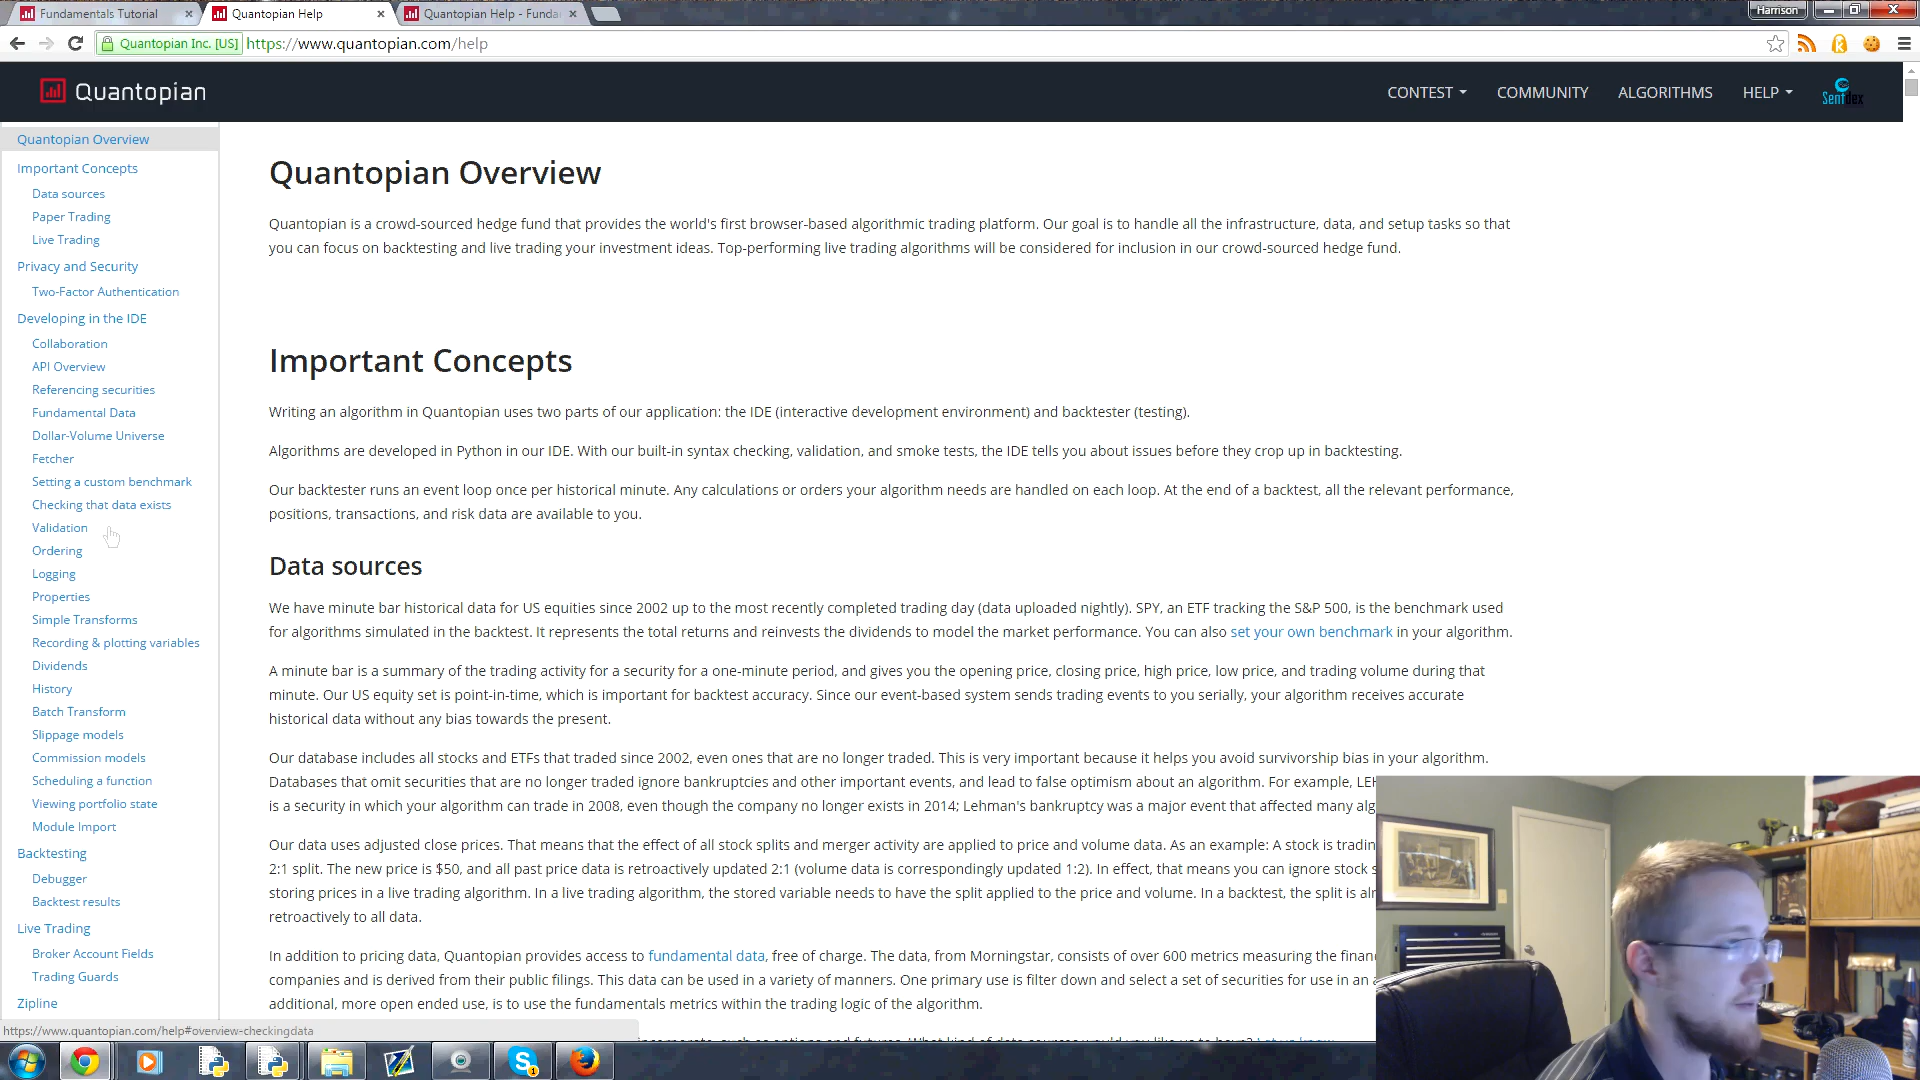 Fundamentals Tutorial
Quantopian Help
Quantopian Help - Funda
Harrison
Quantopian Inc. [US] https://www.quantopian.com/help
Quantopian
CONTEST COMMUNITY ALGORITHMS HELP
Sentdex
Quantopian Overview
Important Concepts
Data sources
Paper Trading
Live Trading
Privacy and Security
Two-Factor Authentication
Developing in the IDE
Collaboration
API Overview
Referencing securities
Fundamental Data
Dollar-Volume Universe
Fetcher
Setting a custom benchmark
Checking that data exists
Validation
Ordering
Logging
Properties
Simple Transforms
Recording & plotting variables
Dividends
History
Batch Transform
Slippage models
Commission models
Scheduling a function
Viewing portfolio state
Module Import
Backtesting
Debugger
Backtest results
Live Trading
Broker Account Fields
Trading Guards
Zipline
https://www.quantopian.com/help#overview-checkingdata
Quantopian Overview
Quantopian is a crowd-sourced hedge fund that provides the world's first browser-based algorithmic trading platform. Our goal is to handle all the infrastructure, data, and setup tasks so that
you can focus on backtesting and live trading your investment ideas. Top-performing live trading algorithms will be considered for inclusion in our crowd-sourced hedge fund.
Important Concepts
Writing an algorithm in Quantopian uses two parts of our application: the IDE (interactive development environment) and backtester (testing).
Algorithms are developed in Python in our IDE. With our built-in syntax checking, validation, and smoke tests, the IDE tells you about issues before they crop up in backtesting.
Our backtester runs an event loop once per historical minute. Any calculations or orders your algorithm needs are handled on each loop. At the end of a backtest, all the relevant performance,
positions, transactions, and risk data are available to you.
Data sources
We have minute bar historical data for US equities since 2002 up to the most recently completed trading day (data uploaded nightly). SPY, an ETF tracking the S&P 500, is the benchmark used
for algorithms simulated in the backtest. It represents the total returns and reinvests the dividends to model the market performance. You can also set your own benchmark in your algorithm.
A minute bar is a summary of the trading activity for a security for a one-minute period, and gives you the opening price, closing price, high price, low price, and trading volume during that
minute. Our US equity set is point-in-time, which is important for backtest accuracy. Since our event-based system sends trading events to you serially, your algorithm receives accurate
historical data without any bias towards the present.
Our database includes all stocks and ETFs that traded since 2002, even ones that are no longer traded. This is very important because it helps you avoid survivorship bias in your algorithm.
Databases that omit securities that are no longer traded ignore bankruptcies and other important events, and lead to false optimism about an algorithm. For example, LEH
is a security in which your algorithm can trade in 2008, even though the company no longer exists in 2014; Lehman's bankruptcy was a major event that affected many alg
Our data uses adjusted close prices. That means that the effect of all stock splits and merger activity are applied to price and volume data. As an example: A stock is tradin
2:1 split. The new price is $50, and all past price data is retroactively updated 2:1 (volume data is correspondingly updated 1:2). In effect, that means you can ignore stock s
storing prices in a live trading algorithm. In a live trading algorithm, the stored variable needs to have the split applied to the price and volume. In a backtest, the split is al
retroactively to all data.
In addition to pricing data, Quantopian provides access to fundamental data, free of charge. The data, from Morningstar, consists of over 600 metrics measuring the finan
companies and is derived from their public filings. This data can be used in a variety of manners. One primary use is filter down and select a set of securities for use in an a
additional, more open ended use, is to use the fundamentals metrics within the trading logic of the algorithm.